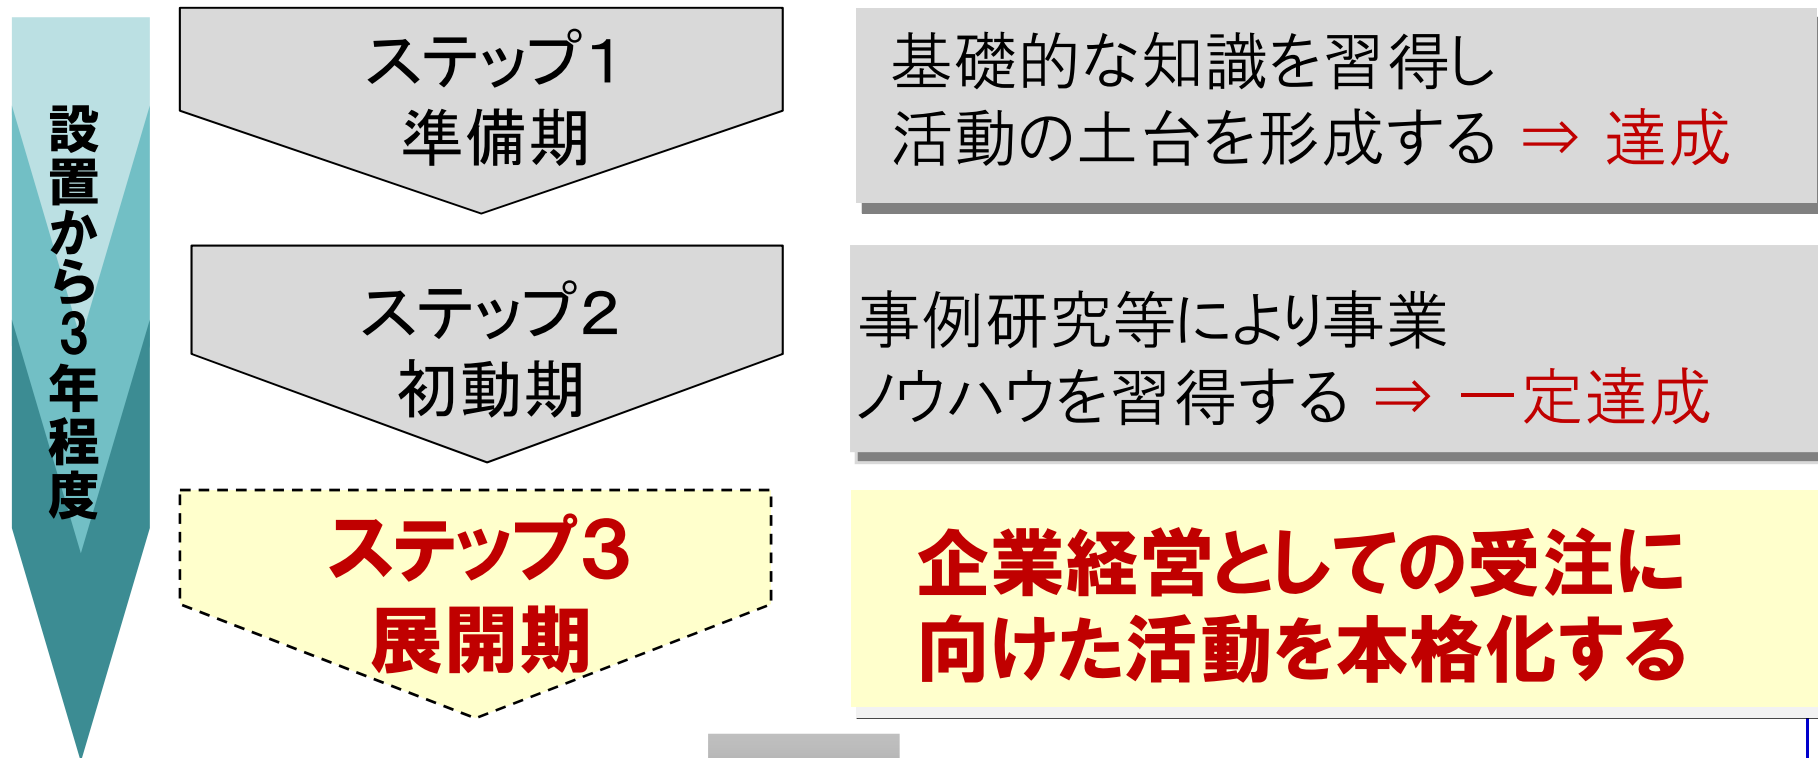 設置から3年程度
ステップ1
準備期
基礎的な知識を習得し
活動の土台を形成する ⇒ 達成
ステップ2
初動期
事例研究等により事業
ノウハウを習得する ⇒ 一定達成
ステップ3
展開期
企業経営としての受注に
向けた活動を本格化する